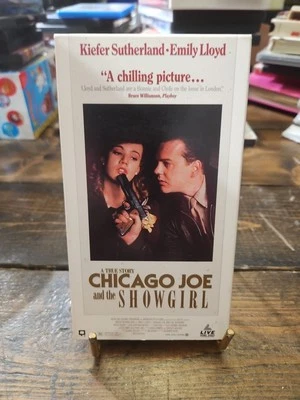 Kiefer Sutherland·Emily Lloyd
"A chilling picture...
Lloyd and Sutherland are a Bonnie and Clyde on the loose in London."
Bruce Williamson, Playboy
A TRUE STORY
CHICAGO JOE
and the SHOWGIRL
LIVE